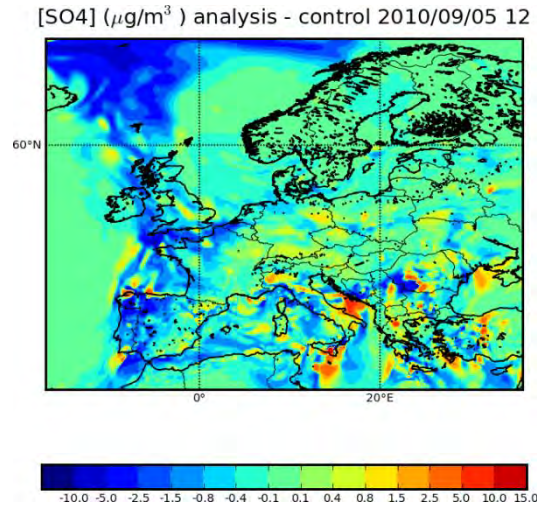 [SO4] (μg/m³ ) analysis - control 2010/09/05 12
60°N
0°
20°E
-10.0 -5.0 -2.5 -1.5 -0.8 -0.4 -0.1 0.1 0.4 0.8 1.5 2.5 5.0 10.0 15.0